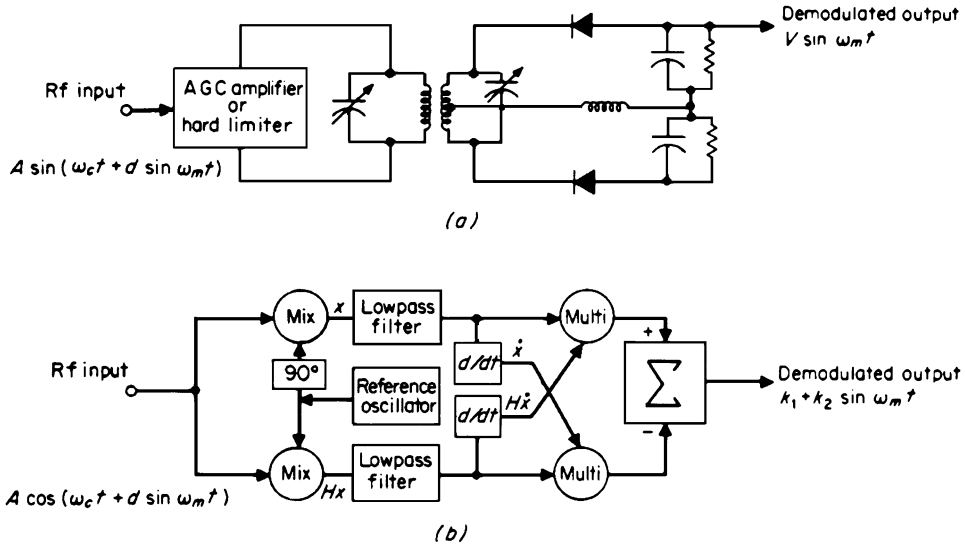 Demodulated output
V sin ωₘt
Rf input
AGC amplifier
or
hard limiter
A sin (ω_c t + d sin ωₘt)
(a)
Mix
x
Lowpass
filter
Multi
+
Rf input
90°
d/dt
ẋ
Reference
oscillator
Σ
Demodulated output
k₁ + k₂ sin ωₘt
d/dt
Hẋ
Mix
Hx
Lowpass
filter
Multi
−
A cos (ω_c t + d sin ωₘt)
(b)